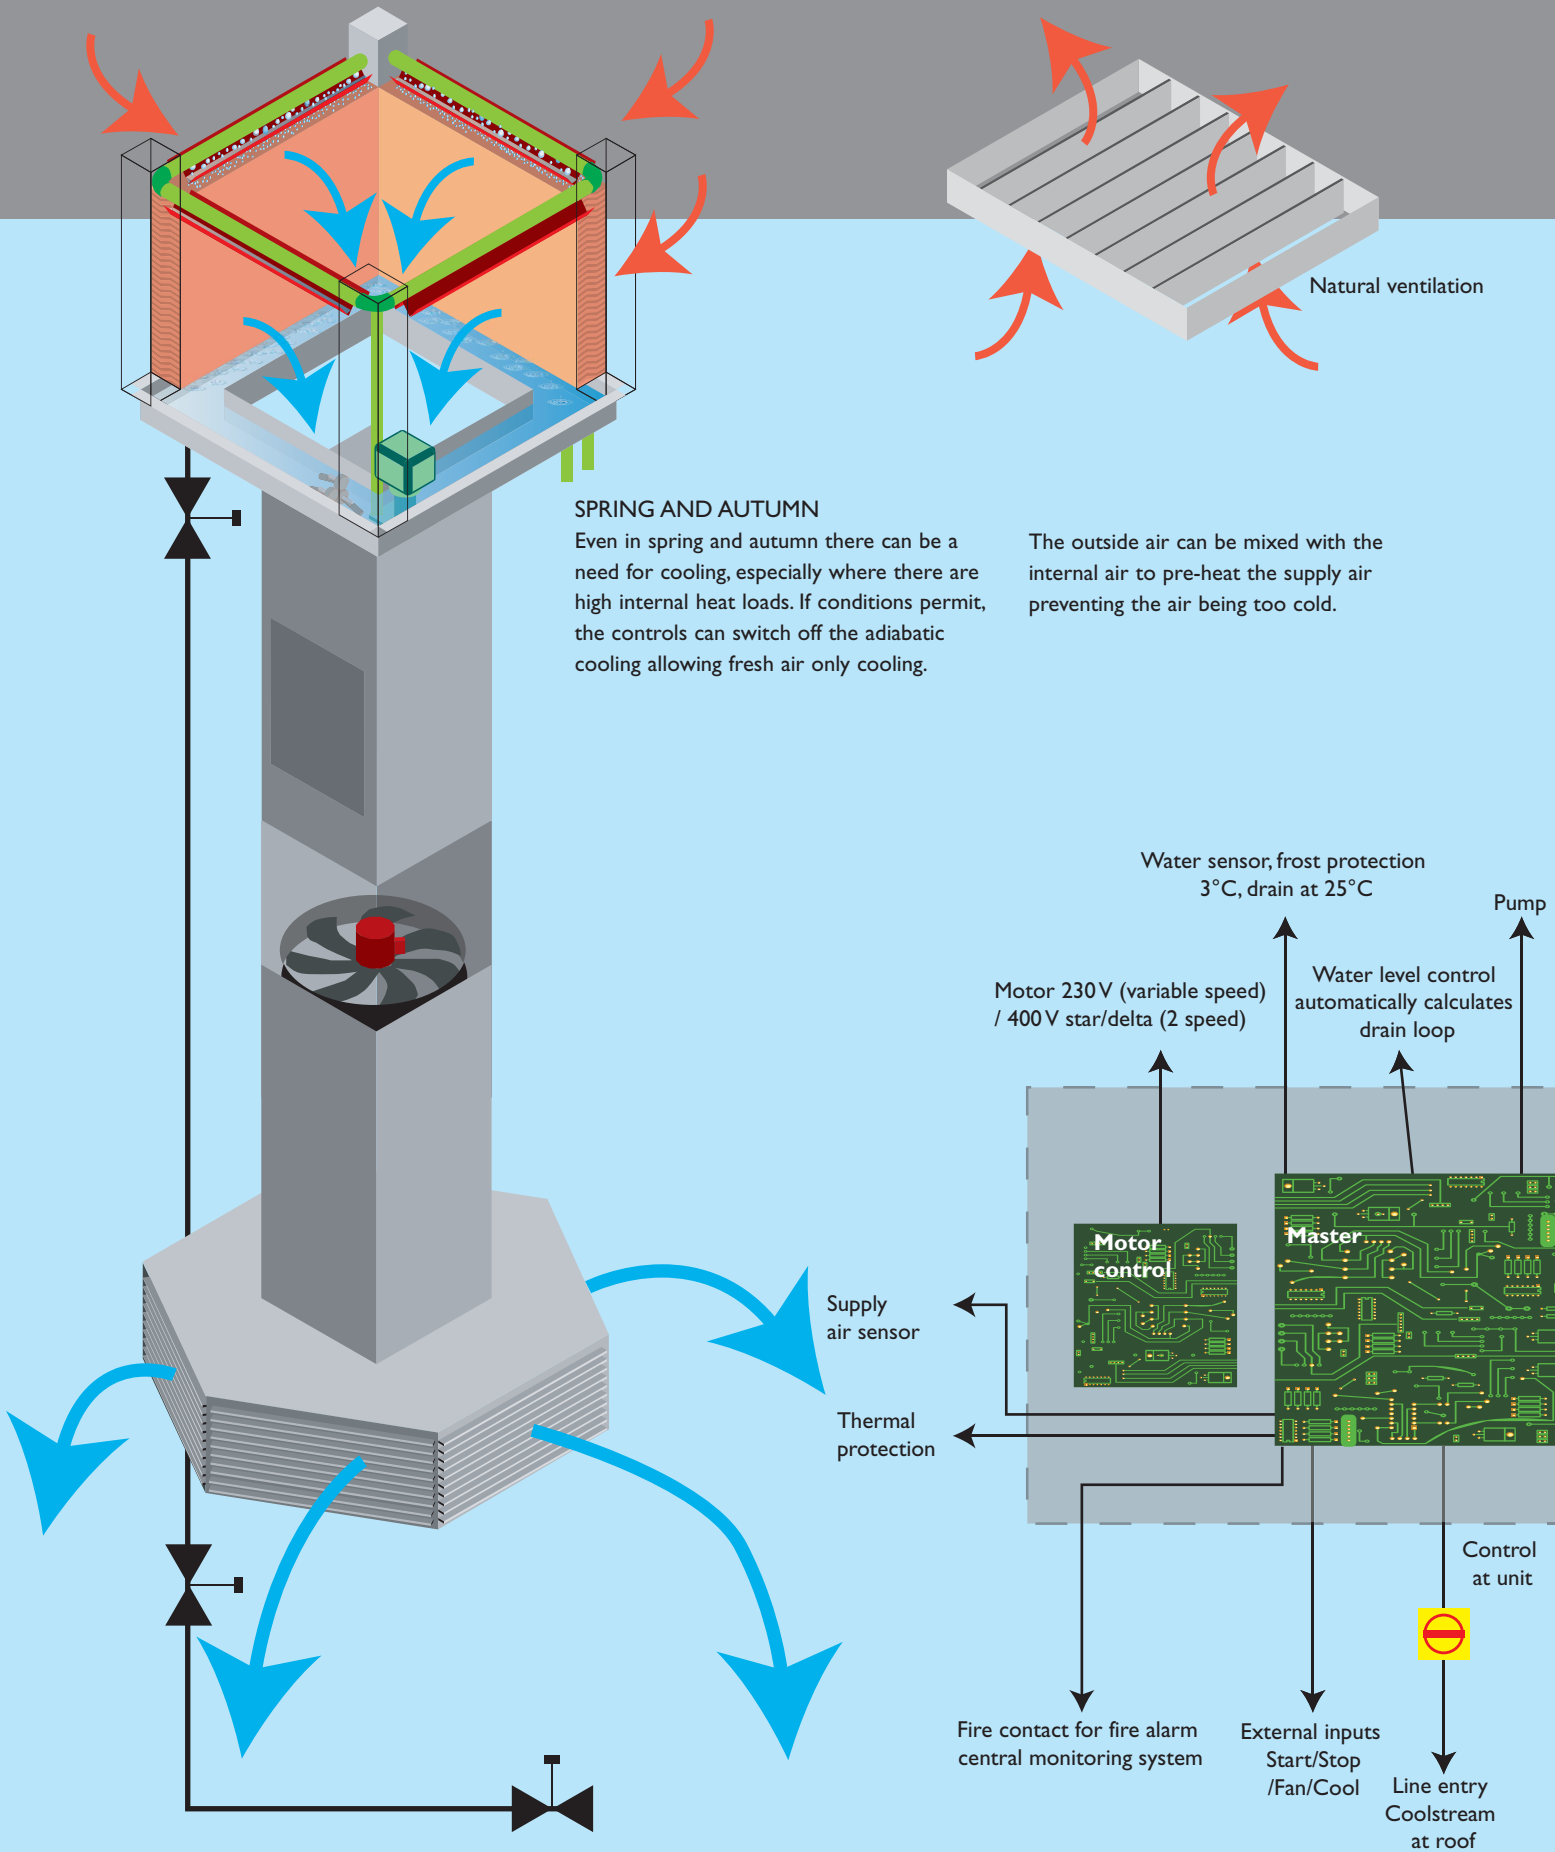 Natural ventilation
SPRING AND AUTUMN
Even in spring and autumn there can be a
need for cooling, especially where there are
high internal heat loads. If conditions permit,
the controls can switch off the adiabatic
cooling allowing fresh air only cooling.
The outside air can be mixed with the
internal air to pre-heat the supply air
preventing the air being too cold.
Water sensor, frost protection
3°C, drain at 25°C
Pump
Motor 230 V (variable speed)
/ 400 V star/delta (2 speed)
Water level control
automatically calculates
drain loop
Motor
control
Master
Supply
air sensor
Thermal
protection
Control
at unit
Fire contact for fire alarm
central monitoring system
External inputs
Start/Stop
/Fan/Cool
Line entry
Coolstream
at roof